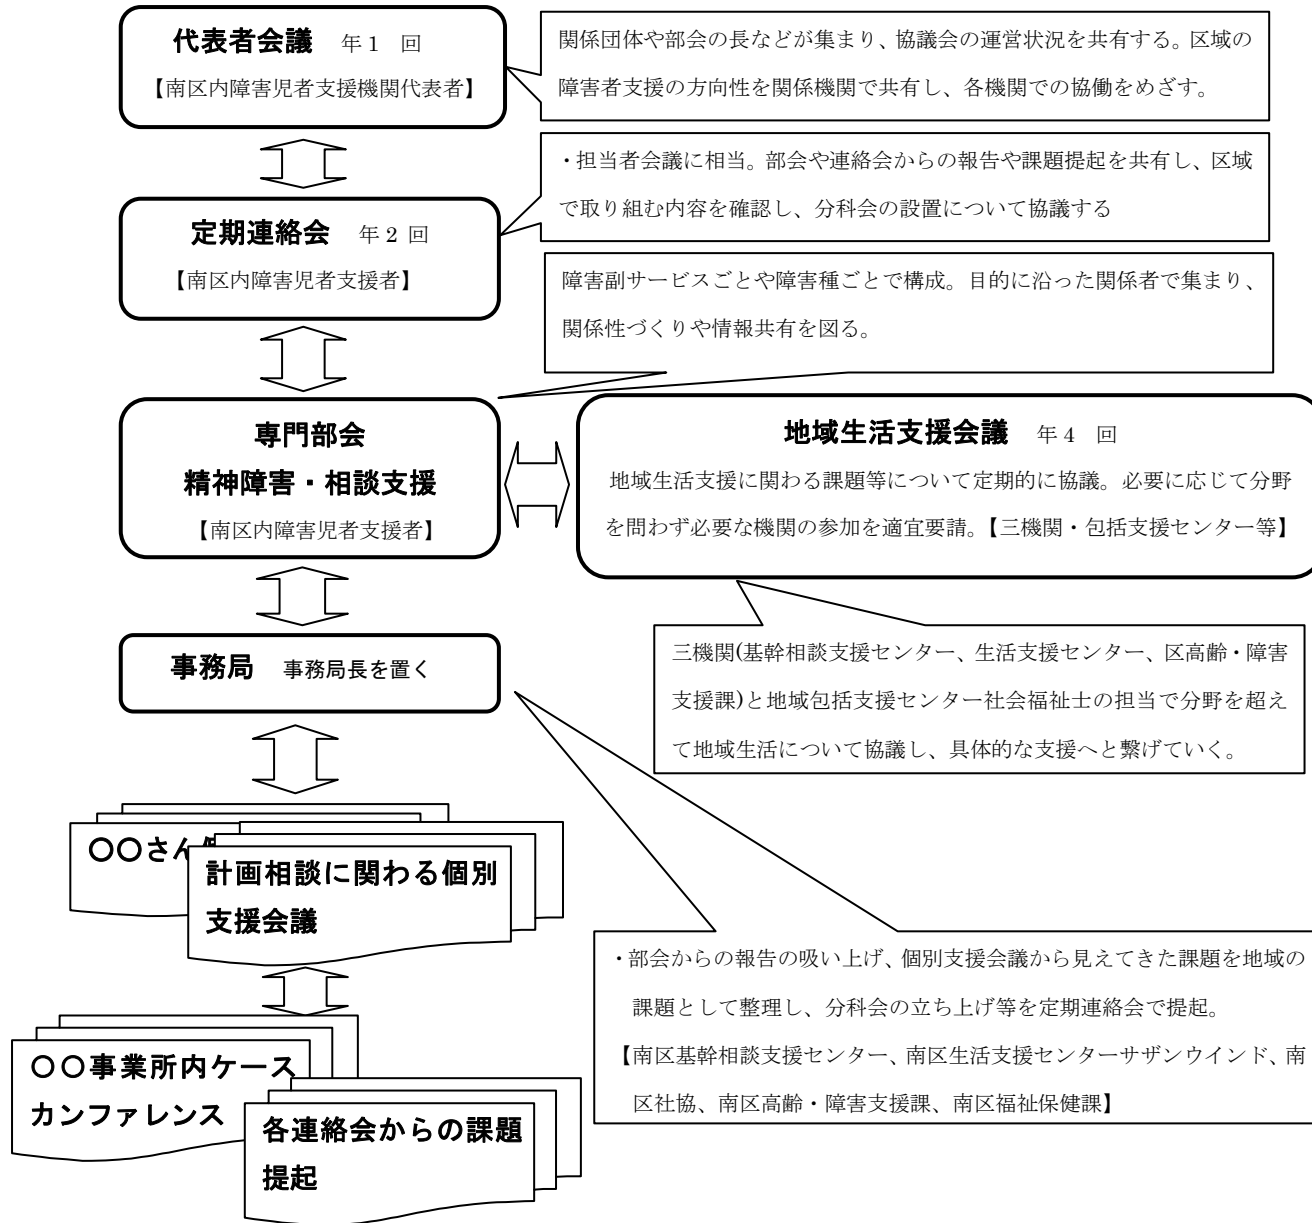 代表者会議 年1 回
【南区内障害児者支援機関代表者】
関係団体や部会の長などが集まり、協議会の運営状況を共有する。区域の
障害者支援の方向性を関係機関で共有し、各機関での協働をめざす。
定期連絡会 年2 回
【南区内障害児者支援者】
・担当者会議に相当。部会や連絡会からの報告や課題提起を共有し、区域
で取り組む内容を確認し、分科会の設置について協議する
障害副サービスごとや障害種ごとで構成。目的に沿った関係者で集まり、
関係性づくりや情報共有を図る。
専門部会
精神障害・相談支援
【南区内障害児者支援者】
地域生活支援会議 年4 回
地域生活支援に関わる課題等について定期的に協議。必要に応じて分野
を問わず必要な機関の参加を適宜要請。【三機関・包括支援センター等】
三機関(基幹相談支援センター、生活支援センター、区高齢・障害
支援課)と地域包括支援センター社会福祉士の担当で分野を超え
て地域生活について協議し、具体的な支援へと繋げていく。
事務局 事務局長を置く
〇〇さん
計画相談に関わる個別
支援会議
・部会からの報告の吸い上げ、個別支援会議から見えてきた課題を地域の
課題として整理し、分科会の立ち上げ等を定期連絡会で提起。
【南区基幹相談支援センター、南区生活支援センターサザンウインド、南
区社協、南区高齢・障害支援課、南区福祉保健課】
〇〇事業所内ケース
カンファレンス
各連絡会からの課題
提起